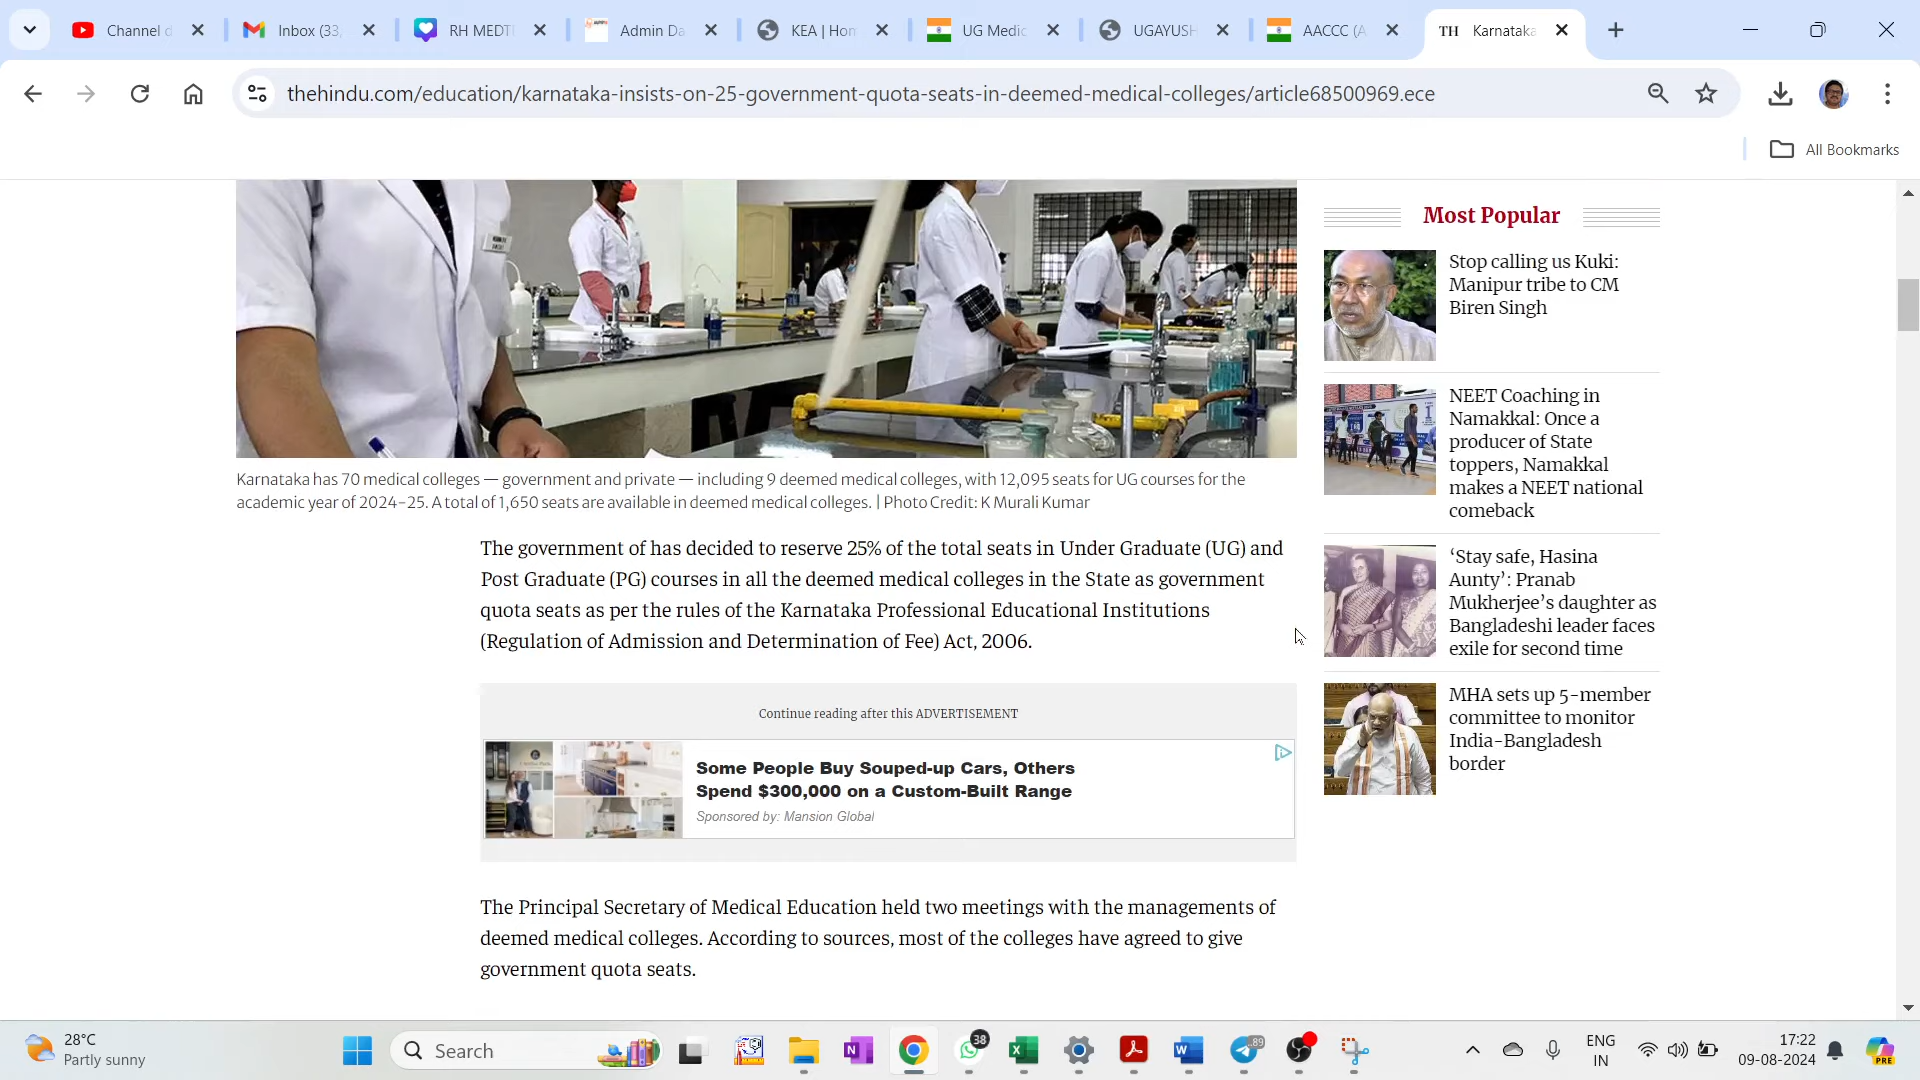 Channel d
Inbox (33,
RH MEDT
Admin Da
KEA | Hom
UG Medic
UGAYUSH
AACCC (A
TH Karnataka
thehindu.com/education/karnataka-insists-on-25-government-quota-seats-in-deemed-medical-colleges/article68500969.ece
All Bookmarks
Karnataka has 70 medical colleges — government and private — including 9 deemed medical colleges, with 12,095 seats for UG courses for the
academic year of 2024-25. A total of 1,650 seats are available in deemed medical colleges. | Photo Credit: K Murali Kumar
The government of has decided to reserve 25% of the total seats in Under Graduate (UG) and
Post Graduate (PG) courses in all the deemed medical colleges in the State as government
quota seats as per the rules of the Karnataka Professional Educational Institutions
(Regulation of Admission and Determination of Fee) Act, 2006.
Continue reading after this ADVERTISEMENT
Some People Buy Souped-up Cars, Others
Spend $300,000 on a Custom-Built Range
Sponsored by: Mansion Global
The Principal Secretary of Medical Education held two meetings with the managements of
deemed medical colleges. According to sources, most of the colleges have agreed to give
government quota seats.
Most Popular
Stop calling us Kuki:
Manipur tribe to CM
Biren Singh
NEET Coaching in
Namakkal: Once a
producer of State
toppers, Namakkal
makes a NEET national
comeback
‘Stay safe, Hasina
Aunty’: Pranab
Mukherjee’s daughter as
Bangladeshi leader faces
exile for second time
MHA sets up 5-member
committee to monitor
India-Bangladesh
border
28°C
Partly sunny
Search
38
89
ENG
IN
17:22
09-08-2024
PRE